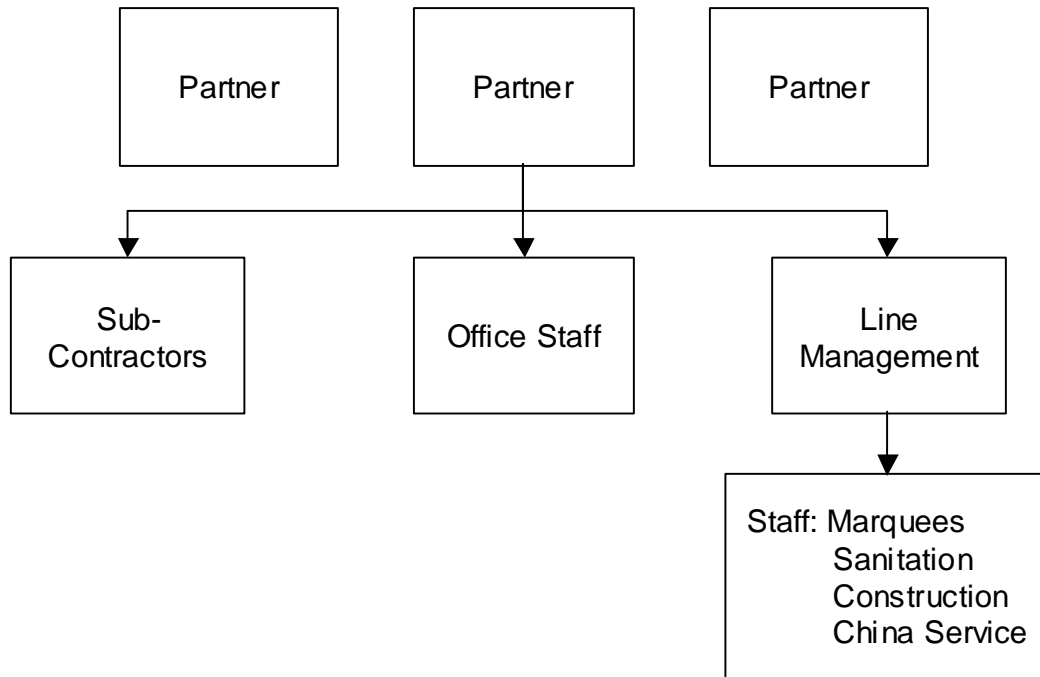 Partner
Partner
Partner
Sub-
Contractors
Office Staff
Line
Management
Staff: Marquees
Sanitation
Construction
China Service